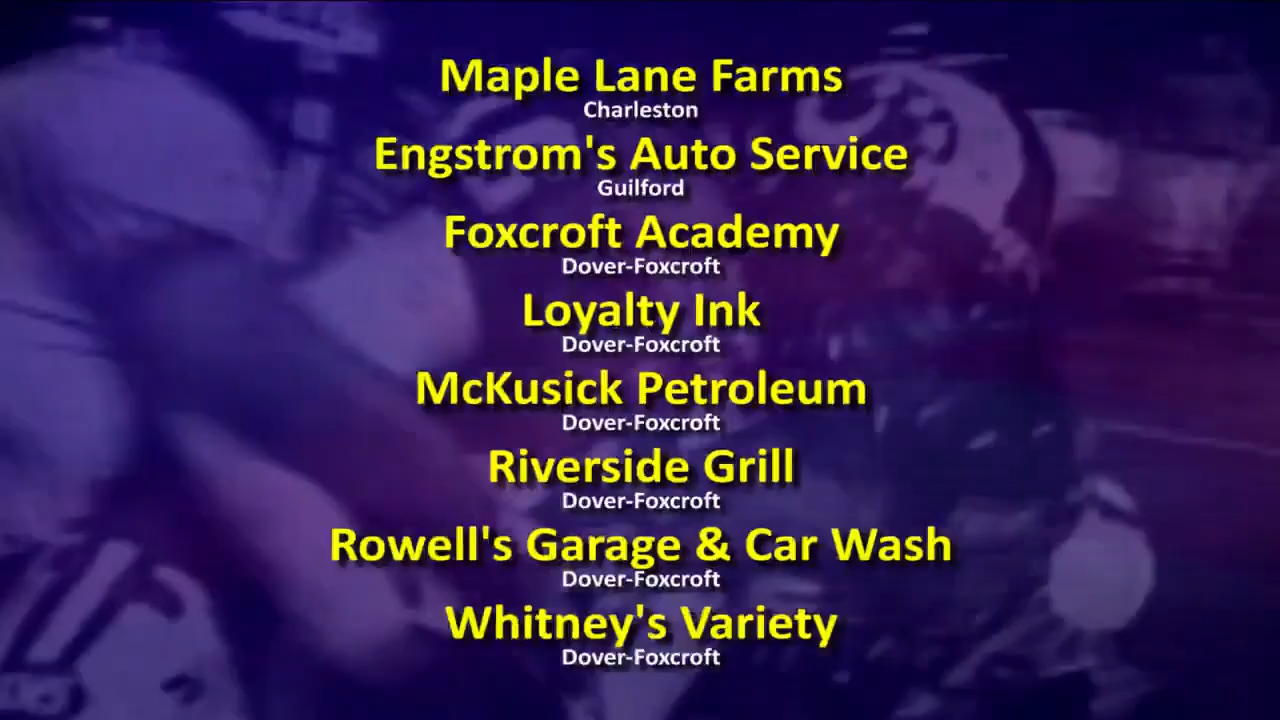 Maple Lane Farms
Charleston
Engstrom's Auto Service
Guilford
Foxcroft Academy
Dover-Foxcroft
Loyalty Ink
Dover-Foxcroft
McKusick Petroleum
Dover-Foxcroft
Riverside Grill
Dover-Foxcroft
Rowell's Garage & Car Wash
Dover-Foxcroft
Whitney's Variety
Dover-Foxcroft